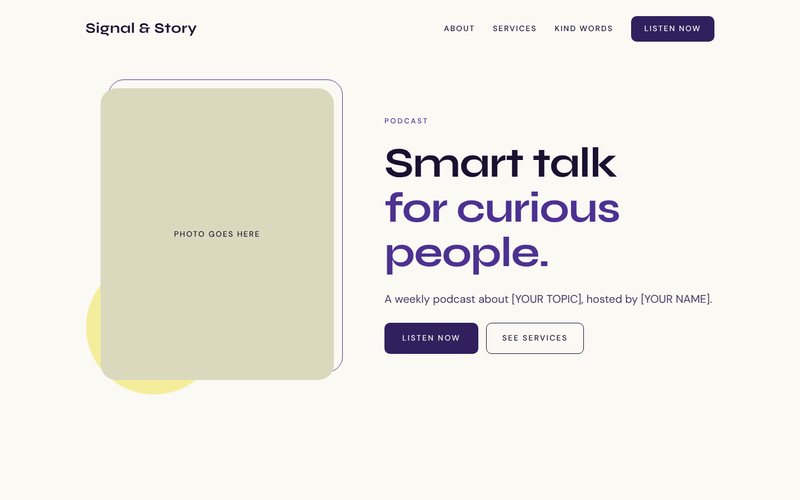 Signal & Story
ABOUT SERVICES KIND WORDS LISTEN NOW
PHOTO GOES HERE
PODCAST
Smart talk
for curious
people.
A weekly podcast about [YOUR TOPIC], hosted by [YOUR NAME].
LISTEN NOW SEE SERVICES